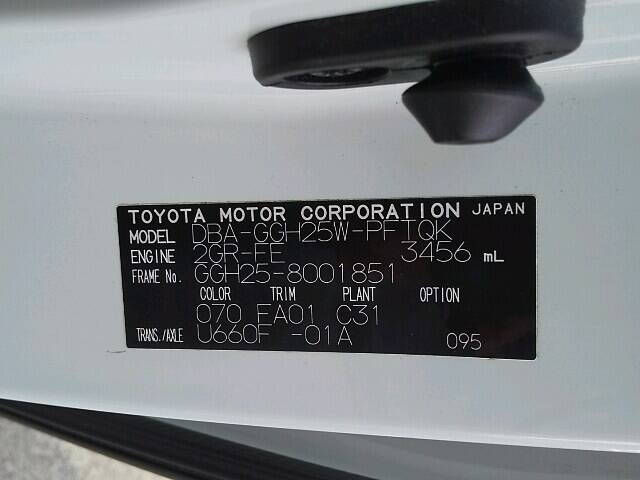 TOYOTA MOTOR CORPORATION JAPAN
MODEL DBA-GGH25W-PFTQK
ENGINE 2GR-FE 3456 mL
FRAME No. GGH25-8001851
COLOR TRIM PLANT OPTION
070 FA01 C31
TRANS./AXLE U660F -01A 095